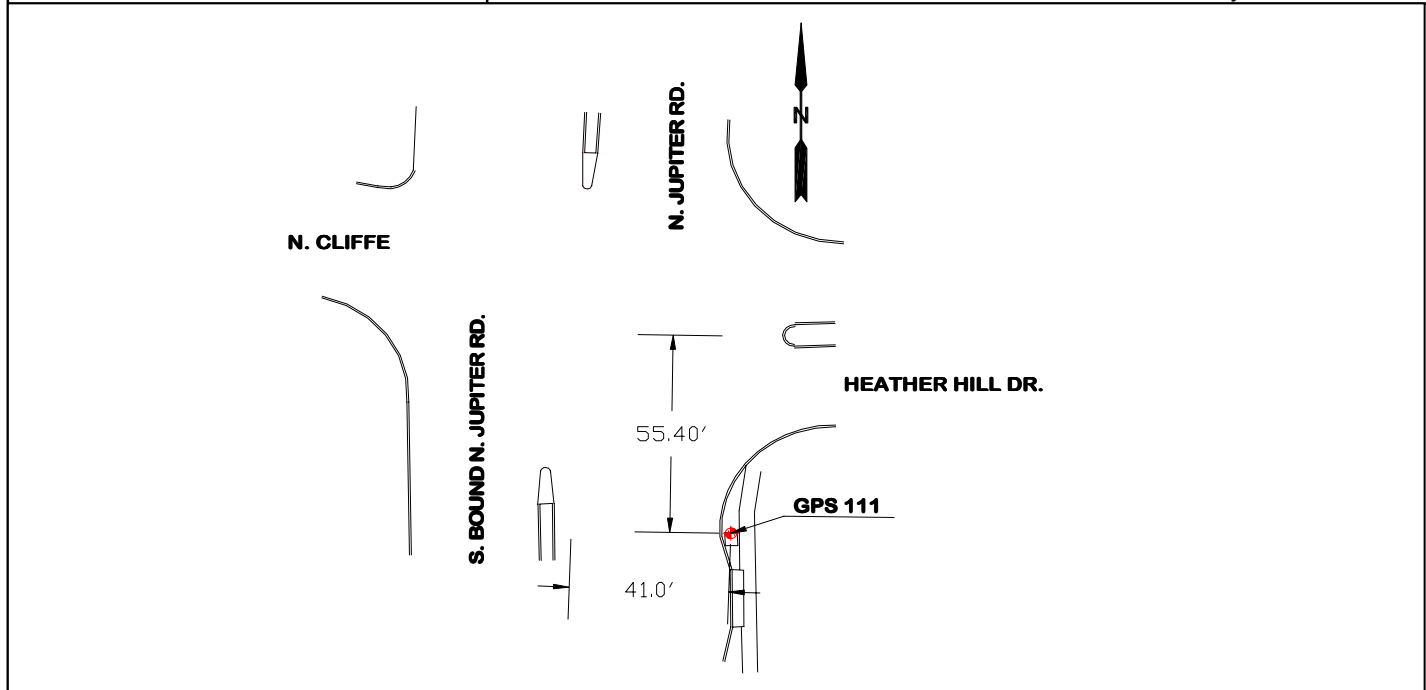 N. JUPITER RD.
N
N. CLIFFE
S. BOUND N. JUPITER RD.
HEATHER HILL DR.
55.40'
GPS 111
41.0'